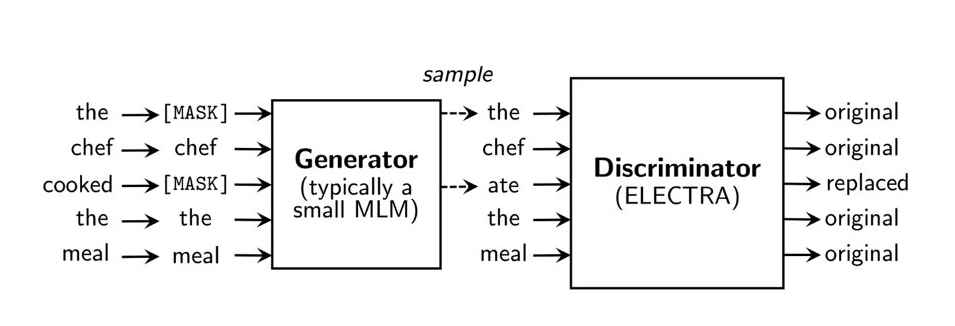 sample
the [MASK] the original
chef chef chef original
cooked [MASK] ate replaced
the the the original
meal meal meal original
Generator
(typically a
small MLM)
Discriminator
(ELECTRA)